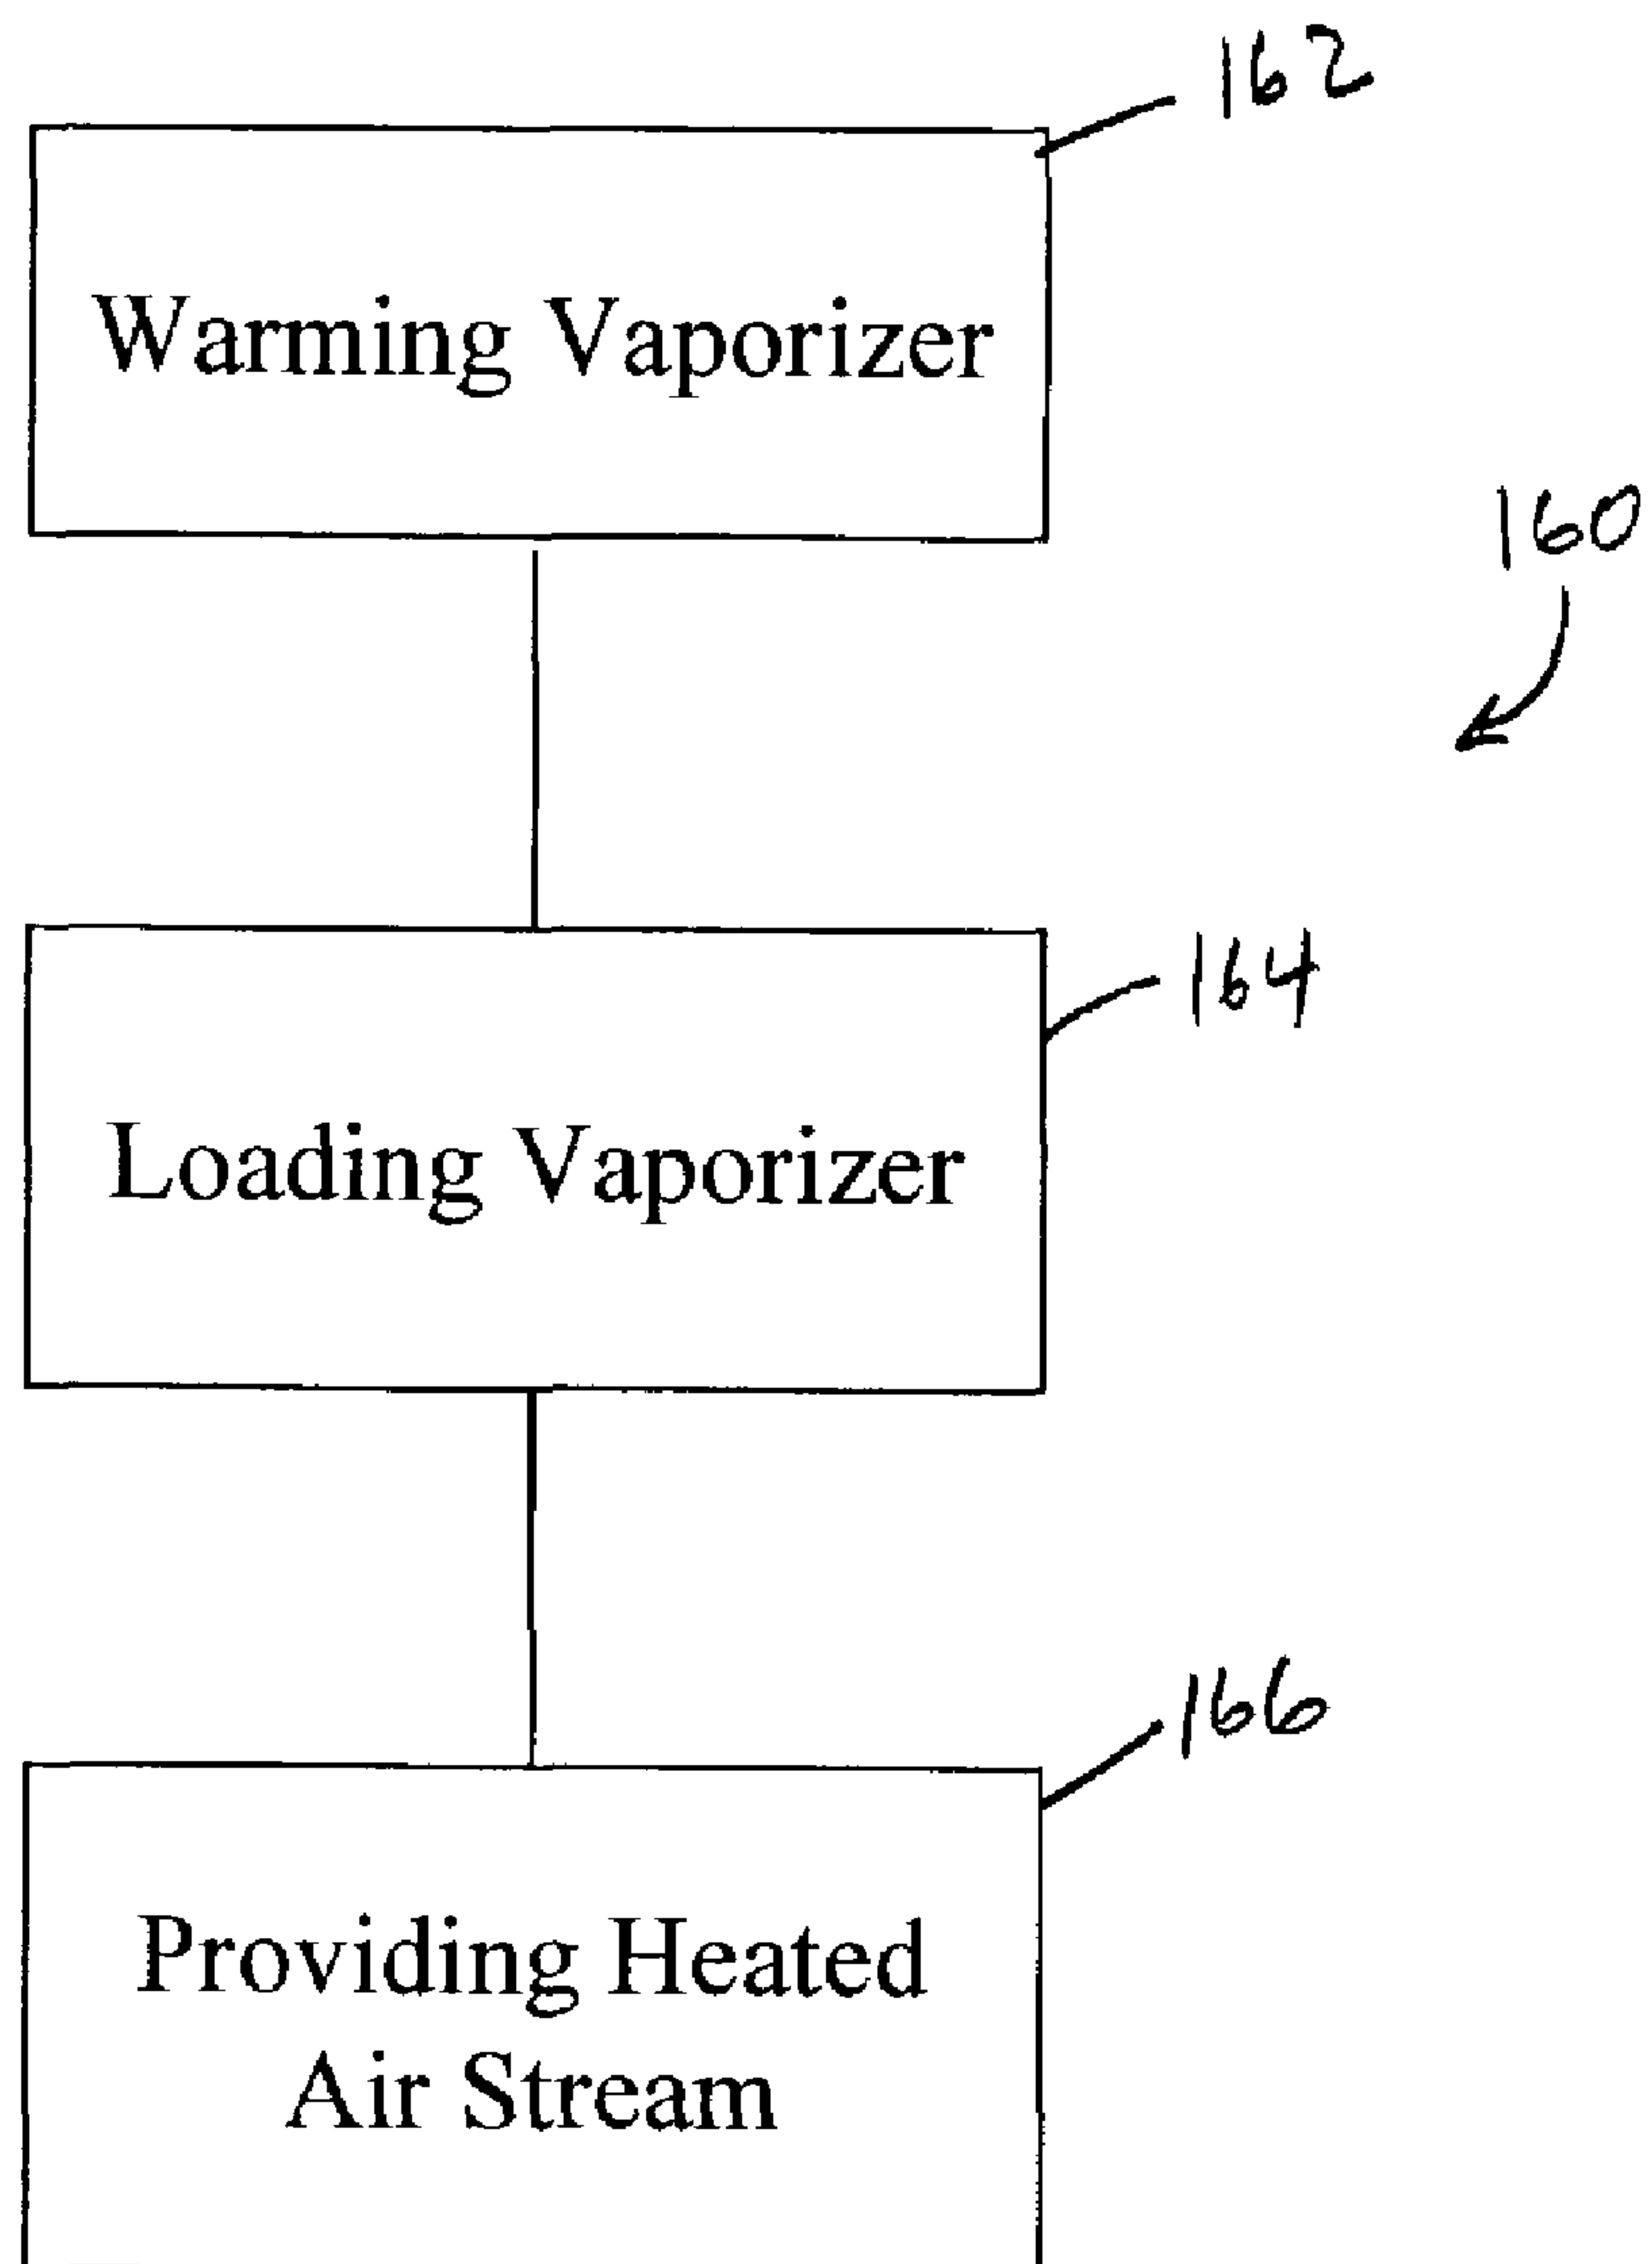 162
Warming Vaporizer
160
164
Loading Vaporizer
166
Providing Heated
Air Stream